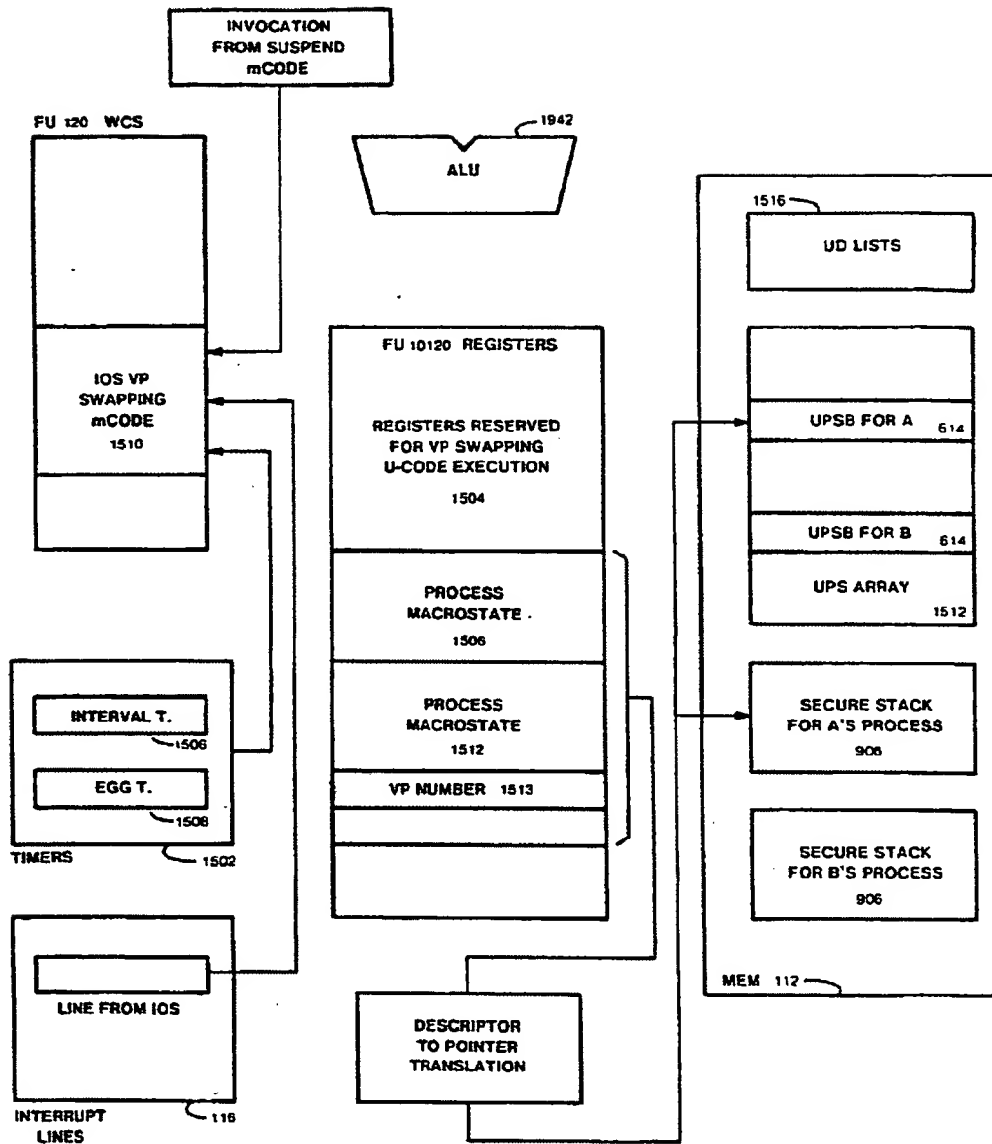 INVOCATION
FROM SUSPEND
mCODE
FU 120 WCS
1942
ALU
1516
UD LISTS
FU 10120 REGISTERS
IOS VP
SWAPPING
mCODE
1510
REGISTERS RESERVED
FOR VP SWAPPING
U-CODE EXECUTION
1504
UPSB FOR A 614
UPSB FOR B 614
UPS ARRAY
1512
PROCESS
MACROSTATE
1506
INTERVAL T.
1506
EGG T.
1508
TIMERS
1502
PROCESS
MACROSTATE
1512
VP NUMBER 1513
SECURE STACK
FOR A'S PROCESS
906
SECURE STACK
FOR B'S PROCESS
906
LINE FROM IOS
INTERRUPT
LINES
116
DESCRIPTOR
TO POINTER
TRANSLATION
MEM 112